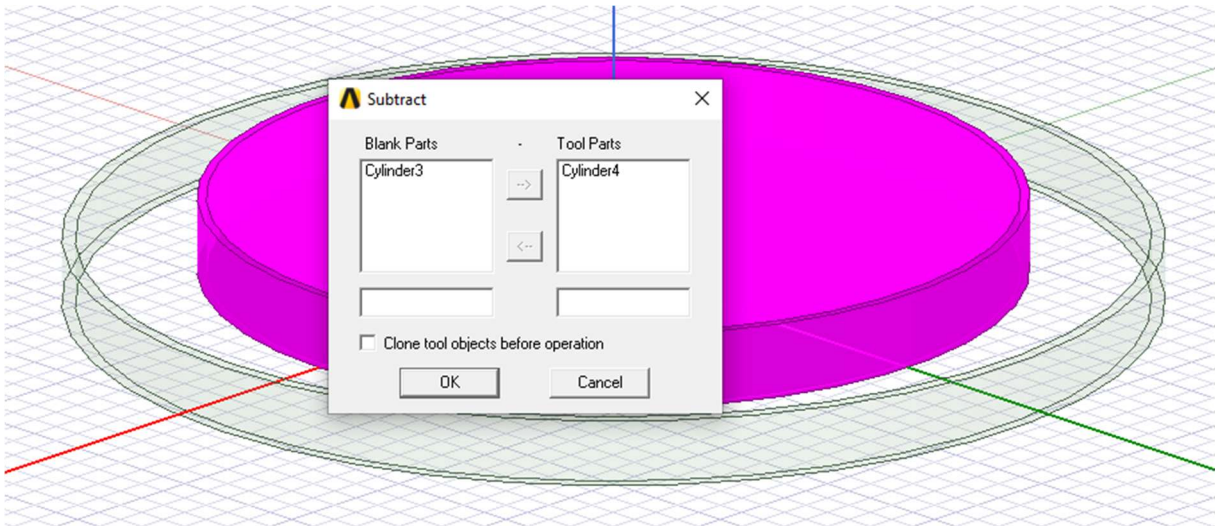 Subtract
Blank Parts - Tool Parts
Cylinder3
Cylinder4
-->
<--
Clone tool objects before operation
OK Cancel